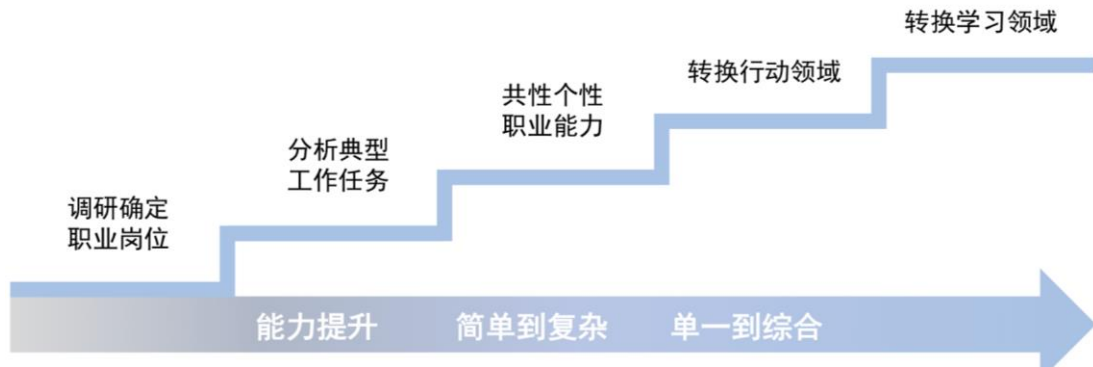 转换学习领域
转换行动领域
共性个性
职业能力
分析典型
工作任务
调研确定
职业岗位
能力提升 简单到复杂 单一到综合